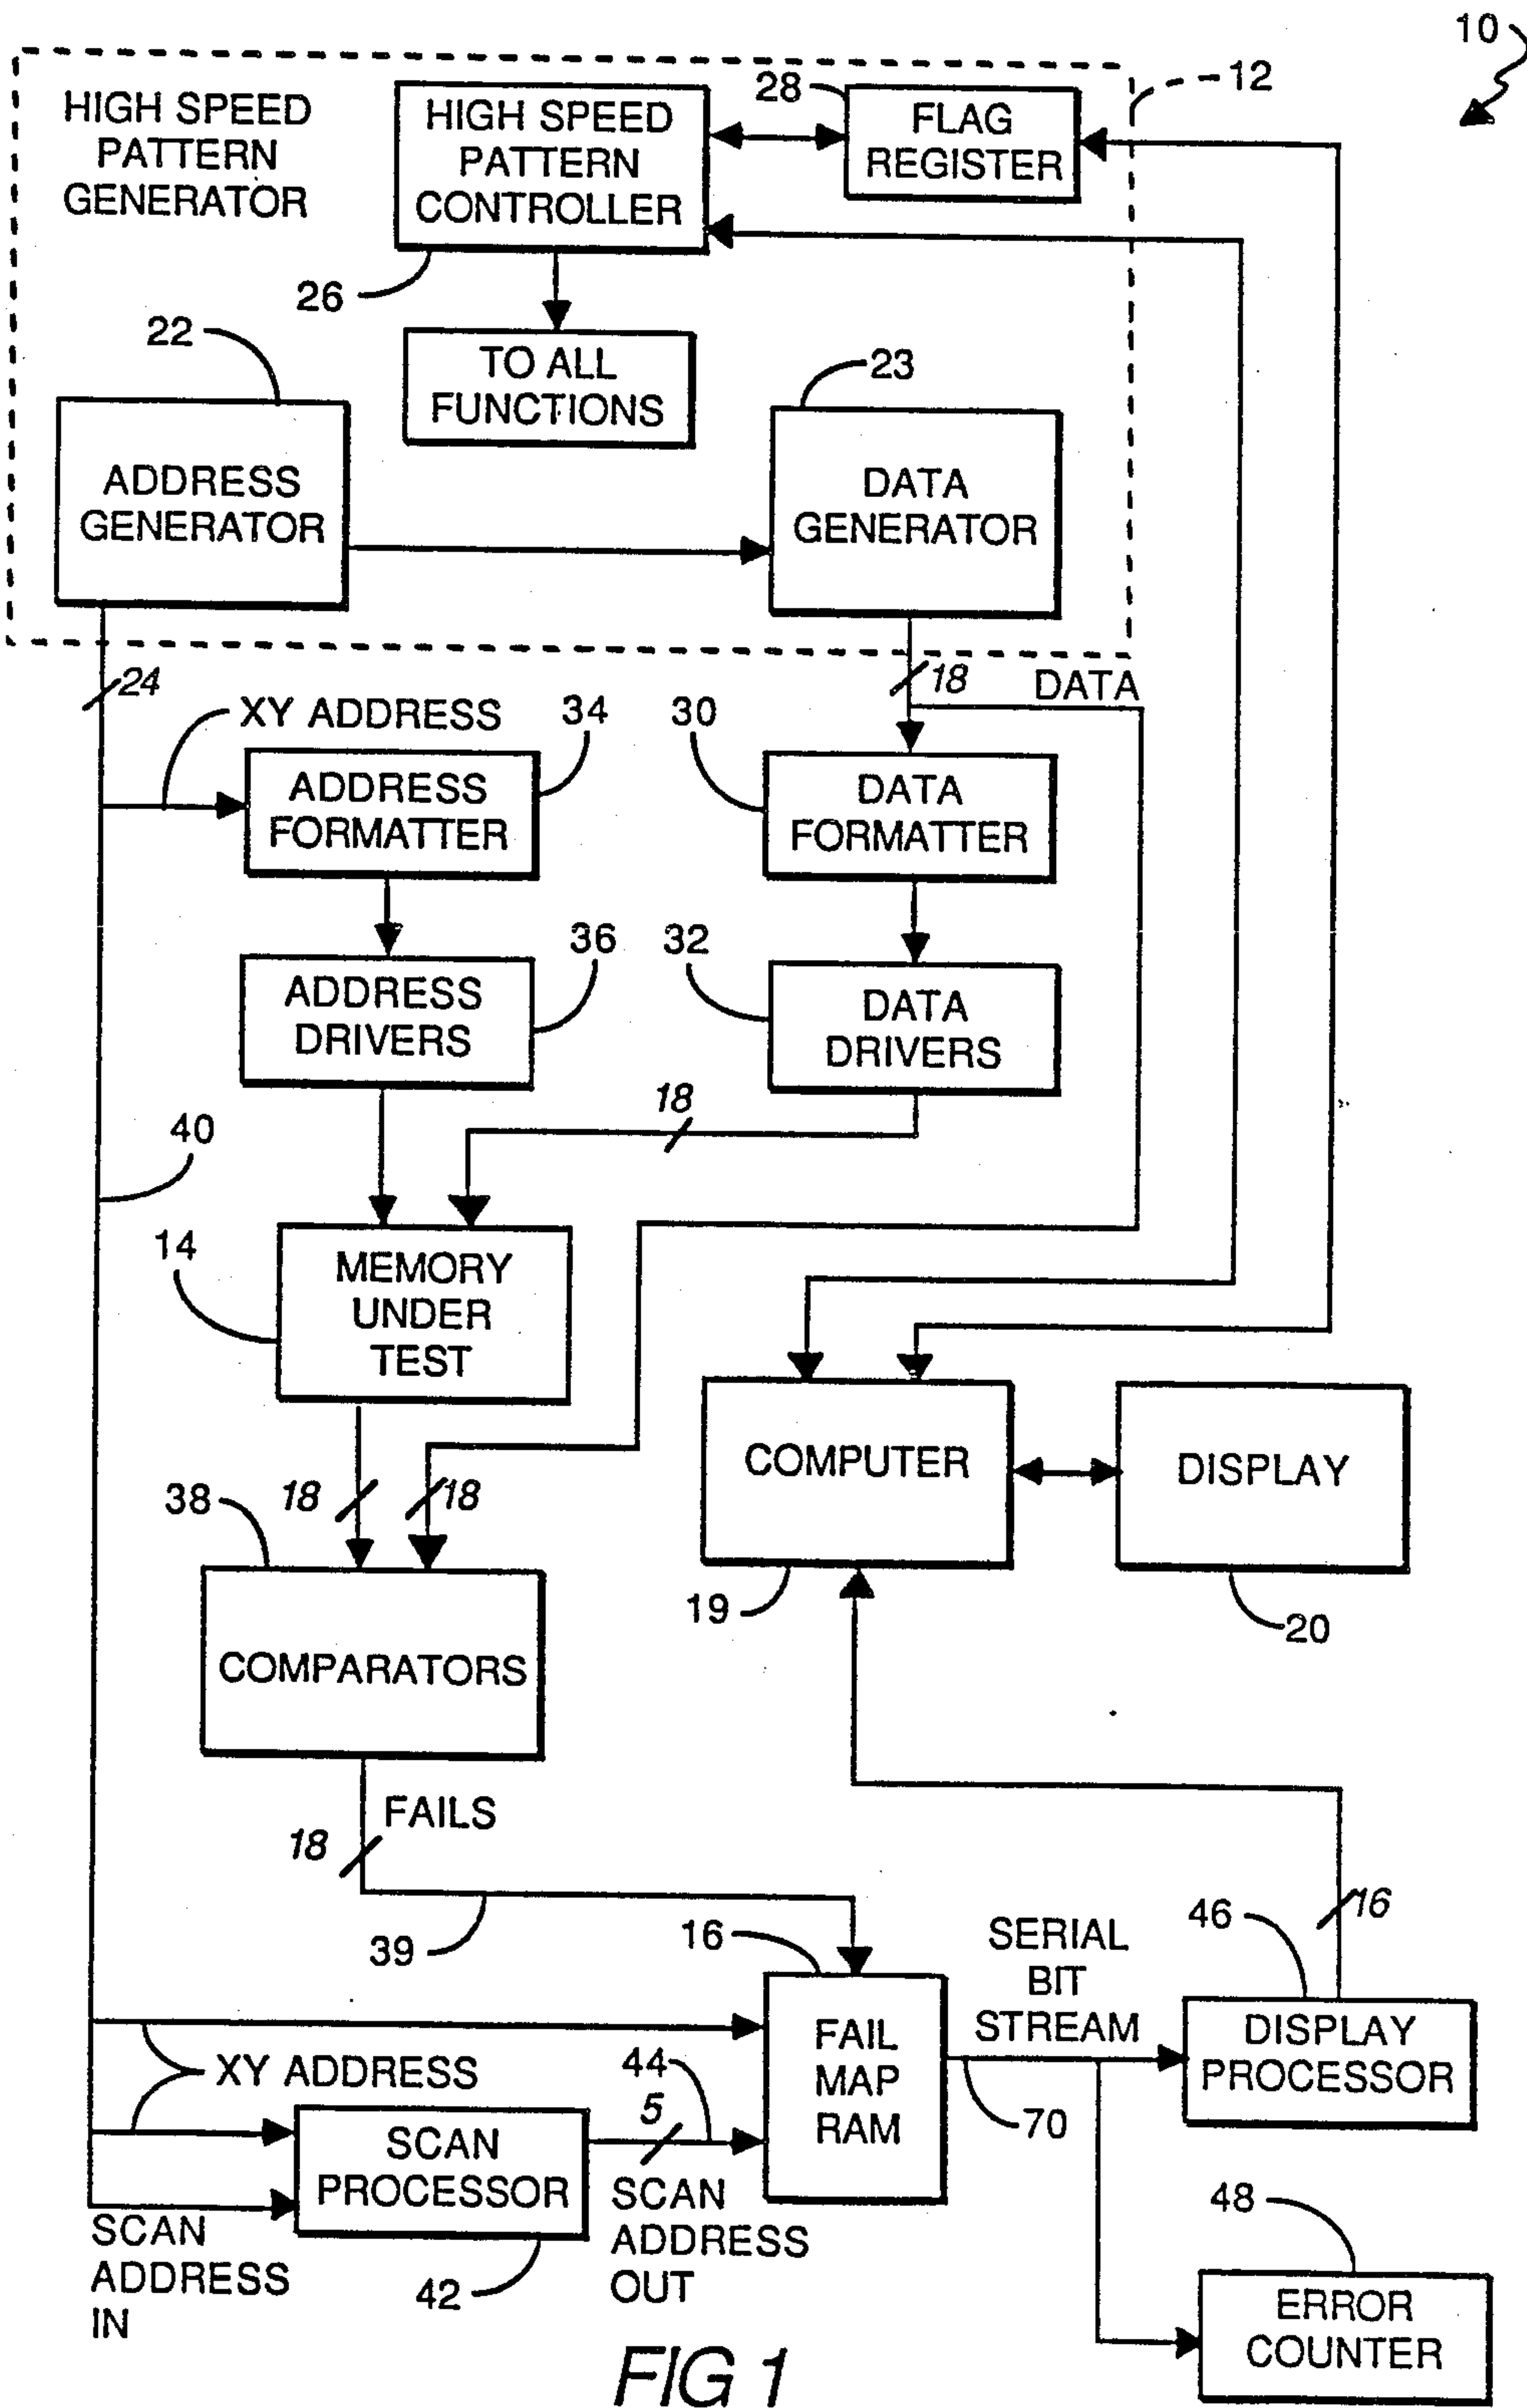 10
12
HIGH SPEED
PATTERN
GENERATOR
HIGH SPEED
PATTERN
CONTROLLER
28
FLAG
REGISTER
26
TO ALL
FUNCTIONS
22
23
ADDRESS
GENERATOR
DATA
GENERATOR
24
18
DATA
XY ADDRESS
34
30
ADDRESS
FORMATTER
DATA
FORMATTER
36
32
ADDRESS
DRIVERS
DATA
DRIVERS
18
40
14
MEMORY
UNDER
TEST
COMPUTER
DISPLAY
18
18
38
19
20
COMPARATORS
FAILS
18
39
16
SERIAL
BIT
STREAM
46
16
FAIL
MAP
RAM
DISPLAY
PROCESSOR
XY ADDRESS
44
5
70
SCAN
PROCESSOR
SCAN
ADDRESS
OUT
SCAN
ADDRESS
IN
42
48
ERROR
COUNTER
FIG 1